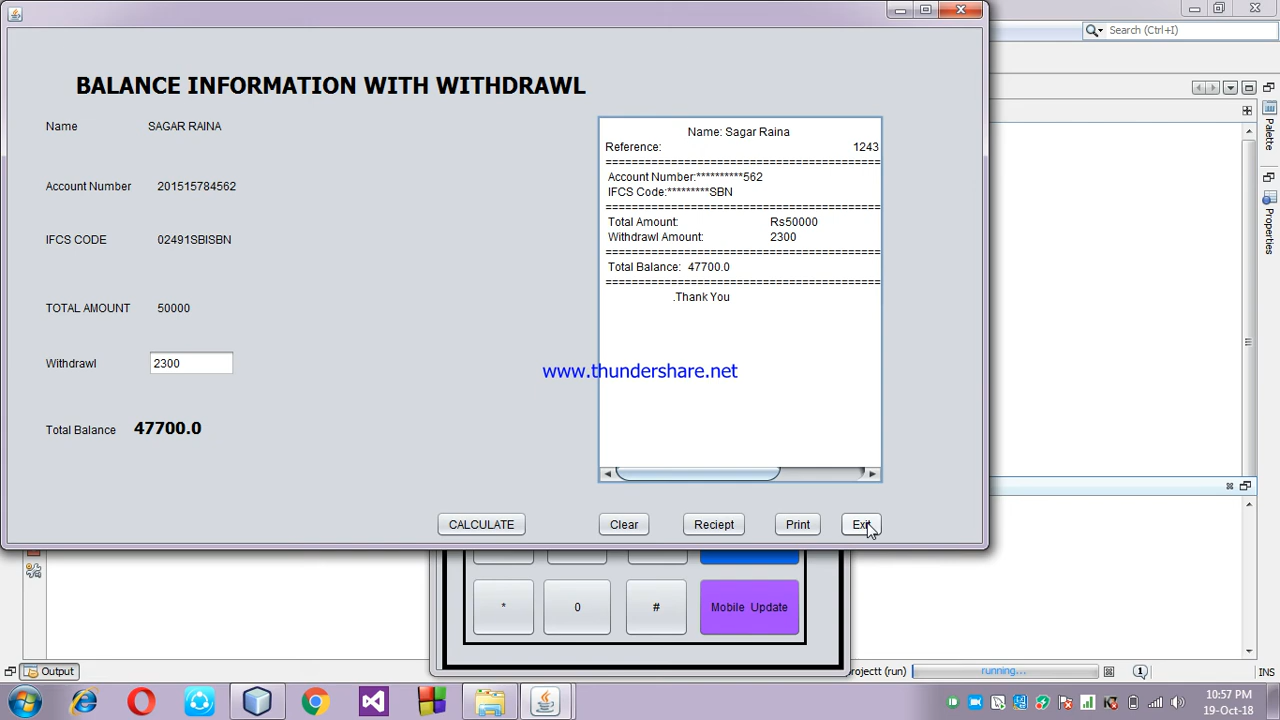 Search (Ctrl+I)
BALANCE INFORMATION WITH WITHDRAWL
Name SAGAR RAINA
Account Number 201515784562
IFCS CODE 02491SBISBN
TOTAL AMOUNT 50000
Withdrawl 2300
Total Balance 47700.0
Name: Sagar Raina
Reference: 1243
==========================================
Account Number:**********562
IFCS Code:*********SBN
==========================================
Total Amount: Rs50000
Withdrawl Amount: 2300
==========================================
Total Balance: 47700.0
==========================================
.Thank You
www.thundershare.net
CALCULATE Clear Reciept Print Exit
Palette
Properties
* 0 # Mobile Update
Output
projectt (run) running... INS
10:57 PM
19-Oct-18